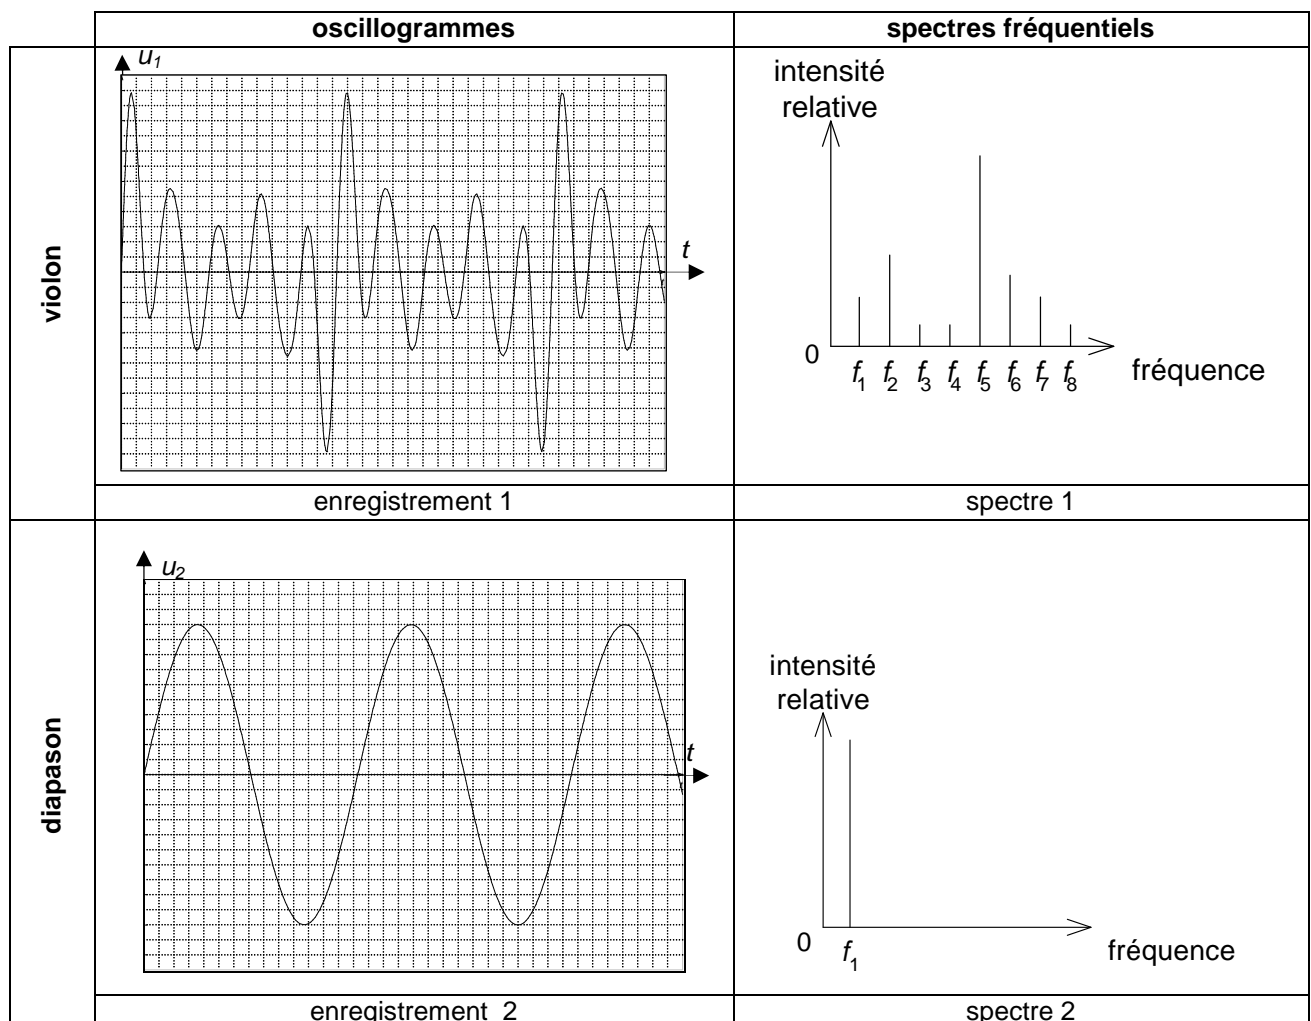 oscillogrammes
spectres fréquentiels
violon
u1
t
intensité
relative
0
f1 f2 f3 f4 f5 f6 f7 f8
fréquence
enregistrement 1
spectre 1
diapason
u2
t
intensité
relative
0
f1
fréquence
enregistrement 2
spectre 2